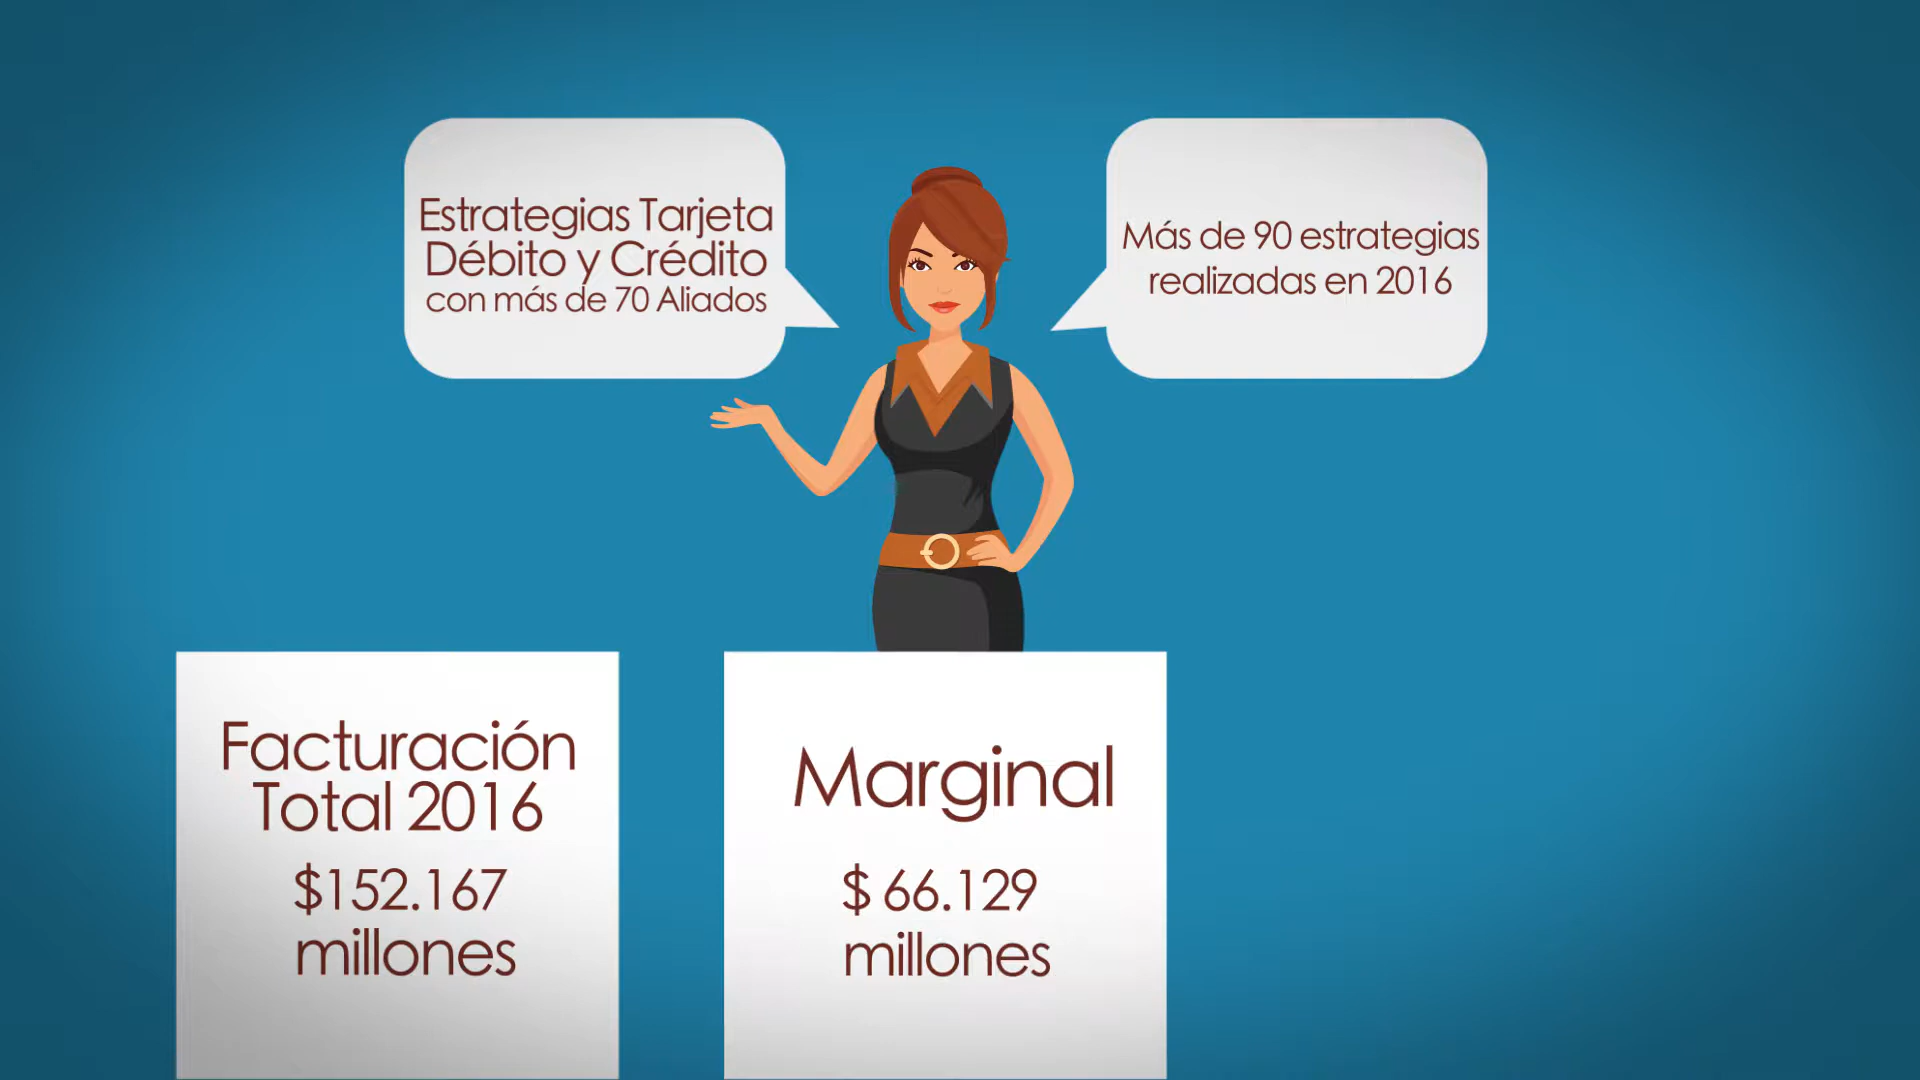 Estrategias Tarjeta
Débito y Crédito
con más de 70 Aliados
Más de 90 estrategias
realizadas en 2016
Facturación
Total 2016
$152.167
millones
Marginal
$ 66.129
millones